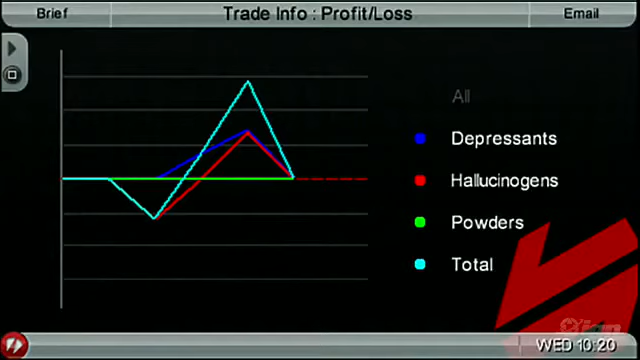 Brief
Trade Info : Profit/Loss
Email
All
Depressants
Hallucinogens
Powders
Total
WED 10:20